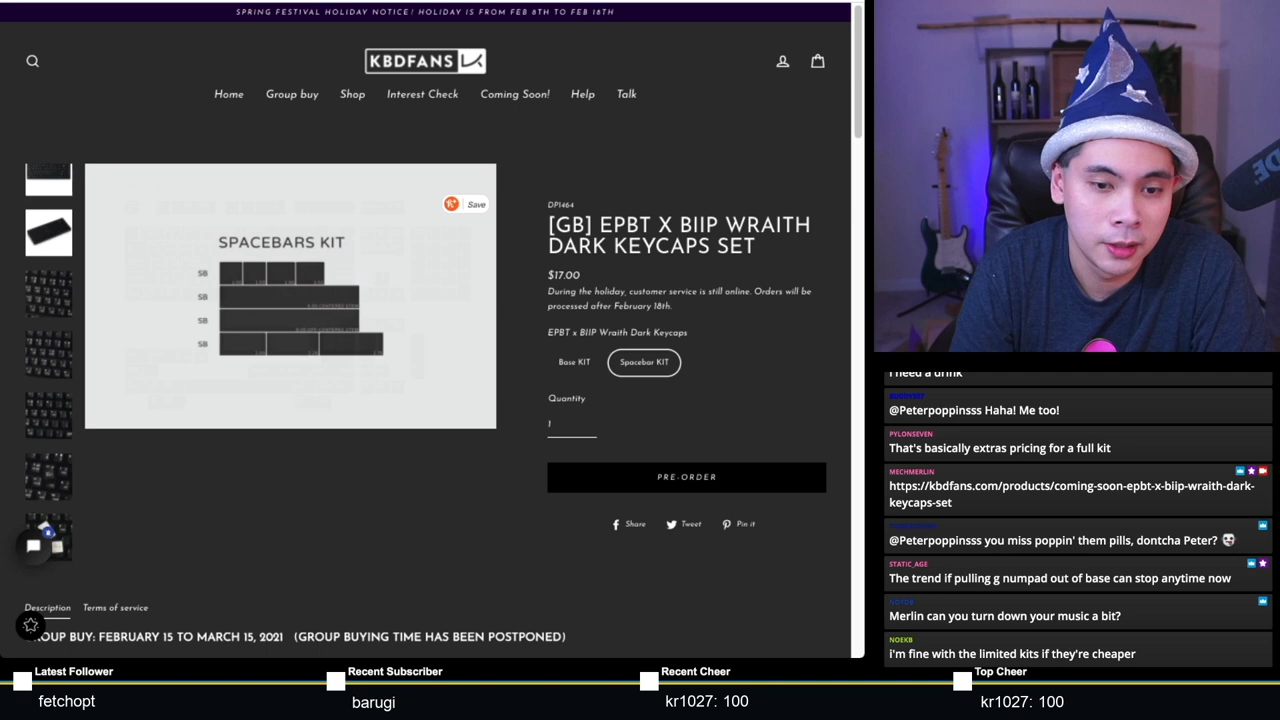 SPRING FESTIVAL HOLIDAY NOTICE! HOLIDAY IS FROM FEB 8TH TO FEB 18TH
KBDFANS
Home Group buy Shop Interest Check Coming Soon! Help Talk
Save
SPACEBARS KIT
SB
SB
SB
SB
DP1464
[GB] EPBT X BIIP WRAITH
DARK KEYCAPS SET
$17.00
During the holiday, customer service is still online. Orders will be
processed after February 18th.
EPBT x BIIP Wraith Dark Keycaps
Base KIT Spacebar KIT
Quantity
1
PRE-ORDER
Share Tweet Pin it
Description Terms of service
ROUP BUY: FEBRUARY 15 TO MARCH 15, 2021 (GROUP BUYING TIME HAS BEEN POSTPONED)
I need a drink
@Peterpoppinsss Haha! Me too!
PYLONSEVEN
That's basically extras pricing for a full kit
MECHMERLIN
https://kbdfans.com/products/coming-soon-epbt-x-biip-wraith-dark-
keycaps-set
@Peterpoppinsss you miss poppin' them pills, dontcha Peter?
STATIC_AGE
The trend if pulling g numpad out of base can stop anytime now
Merlin can you turn down your music a bit?
NOEKB
i'm fine with the limited kits if they're cheaper
Latest Follower
fetchopt
Recent Subscriber
barugi
Recent Cheer
kr1027: 100
Top Cheer
kr1027: 100